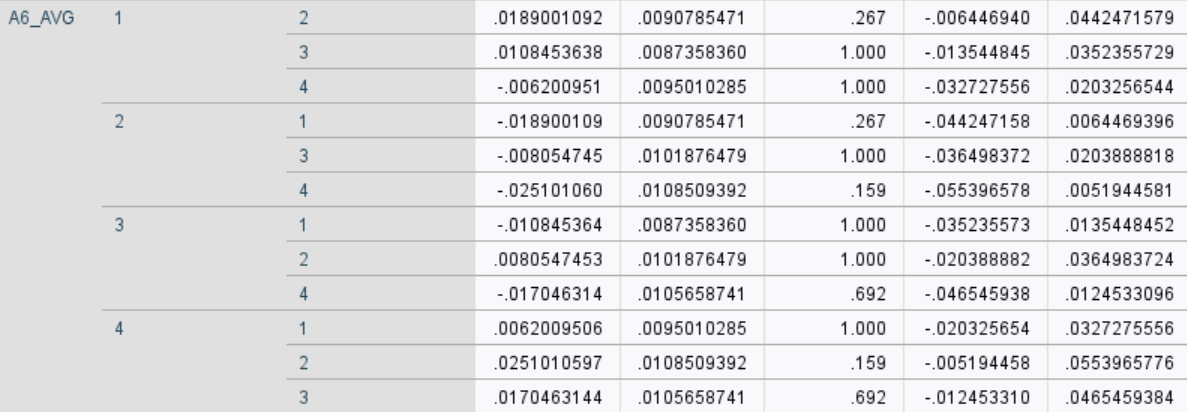 A6_AVG 1 2 .0189001092 .0090785471 .267 -.006446940 .0442471579
3 .0108453638 .0087358360 1.000 -.013544845 .0352355729
4 -.006200951 .0095010285 1.000 -.032727556 .0203256544
2 1 -.018900109 .0090785471 .267 -.044247158 .0064469396
3 -.008054745 .0101876479 1.000 -.036498372 .0203888818
4 -.025101060 .0108509392 .159 -.055396578 .0051944581
3 1 -.010845364 .0087358360 1.000 -.035235573 .0135448452
2 .0080547453 .0101876479 1.000 -.020388882 .0364983724
4 -.017046314 .0105658741 .692 -.046545938 .0124533096
4 1 .0062009506 .0095010285 1.000 -.020325654 .0327275556
2 .0251010597 .0108509392 .159 -.005194458 .0553965776
3 .0170463144 .0105658741 .692 -.012453310 .0465459384